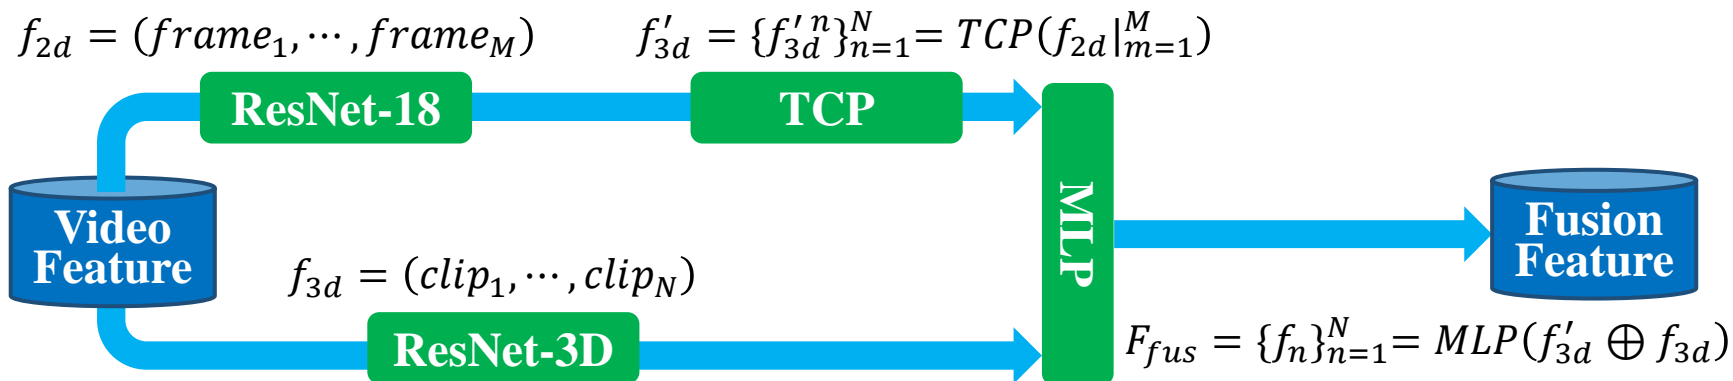 f_{2d} = (frame_1, ⋯, frame_M)
f'_{3d} = {f'^n_{3d}}^N_{n=1} = TCP(f_{2d}|^M_{m=1})
ResNet-18
TCP
Video
Feature
f_{3d} = (clip_1, ⋯, clip_N)
ResNet-3D
MLP
Fusion
Feature
F_{fus} = {f_n}^N_{n=1} = MLP(f'_{3d} ⊕ f_{3d})